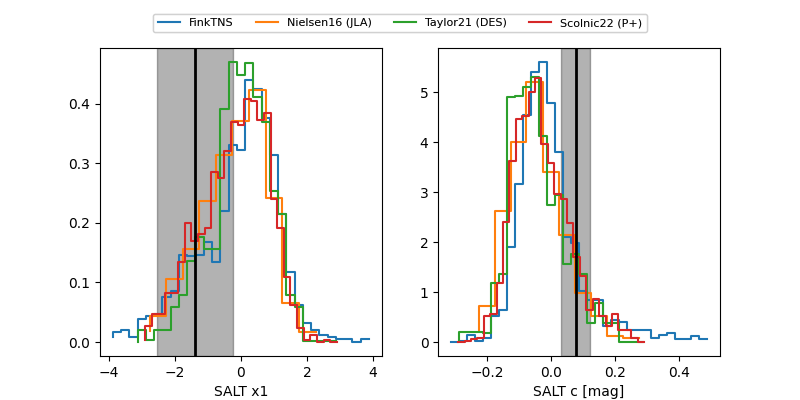 FinkTNS Nielsen16 (JLA) Taylor21 (DES) Scolnic22 (P+)
0.4
0.3
0.2
0.1
0.0
−4 −2 0 2 4
SALT x1
5
4
3
2
1
0
−0.2 0.0 0.2 0.4
SALT c [mag]